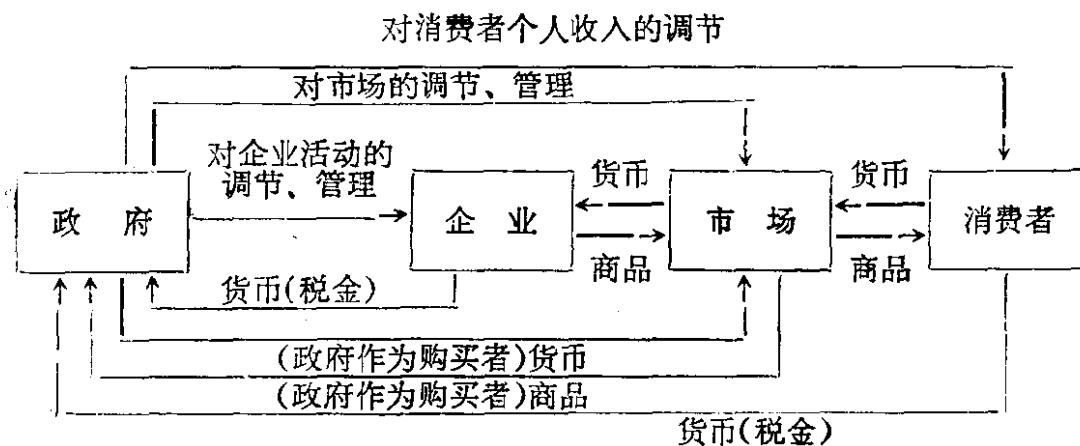 对消费者个人收入的调节
对市场的调节、管理
对企业活动的
调节、管理
货币
货币
政 府
企 业
市 场
消费者
商品
商品
货币(税金)
(政府作为购买者)货币
(政府作为购买者)商品
货币(税金)